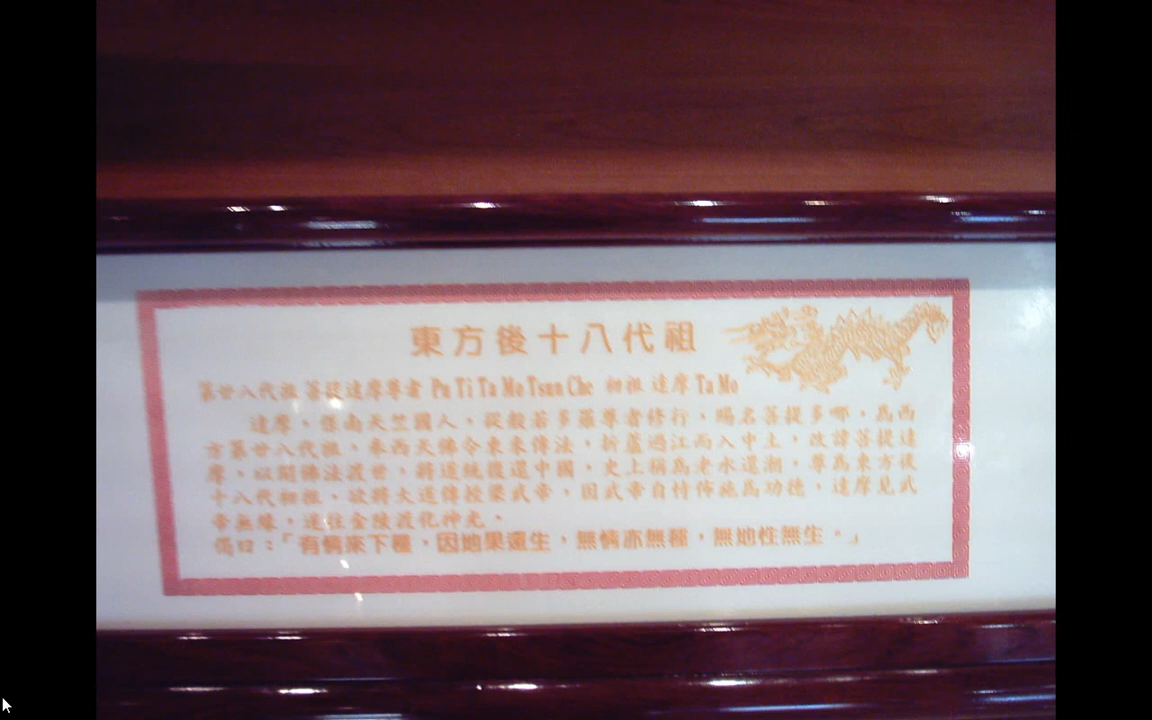 東方後十八代祖
第廿八代祖 菩提達摩尊者 Pu Ti Ta Mo Tsun Che 初祖 達摩 Ta Mo
達摩，係南天竺國人，從般若多羅尊者修行，賜名菩提多哪，為西
方第廿八代祖，奉西天佛令東來傳法，折蘆過江而入中土，改諱菩提達
摩，以闡佛法渡世，將道統復還中國，史上稱為老水還潮，尊為東方後
十八代初祖。欲將大道傳授梁武帝，因武帝自恃佈施為功德，達摩見武
帝無緣，遂往金陵渡化神光。
偈曰：「有情來下種，因地果還生，無情亦無種，無地性無生。」